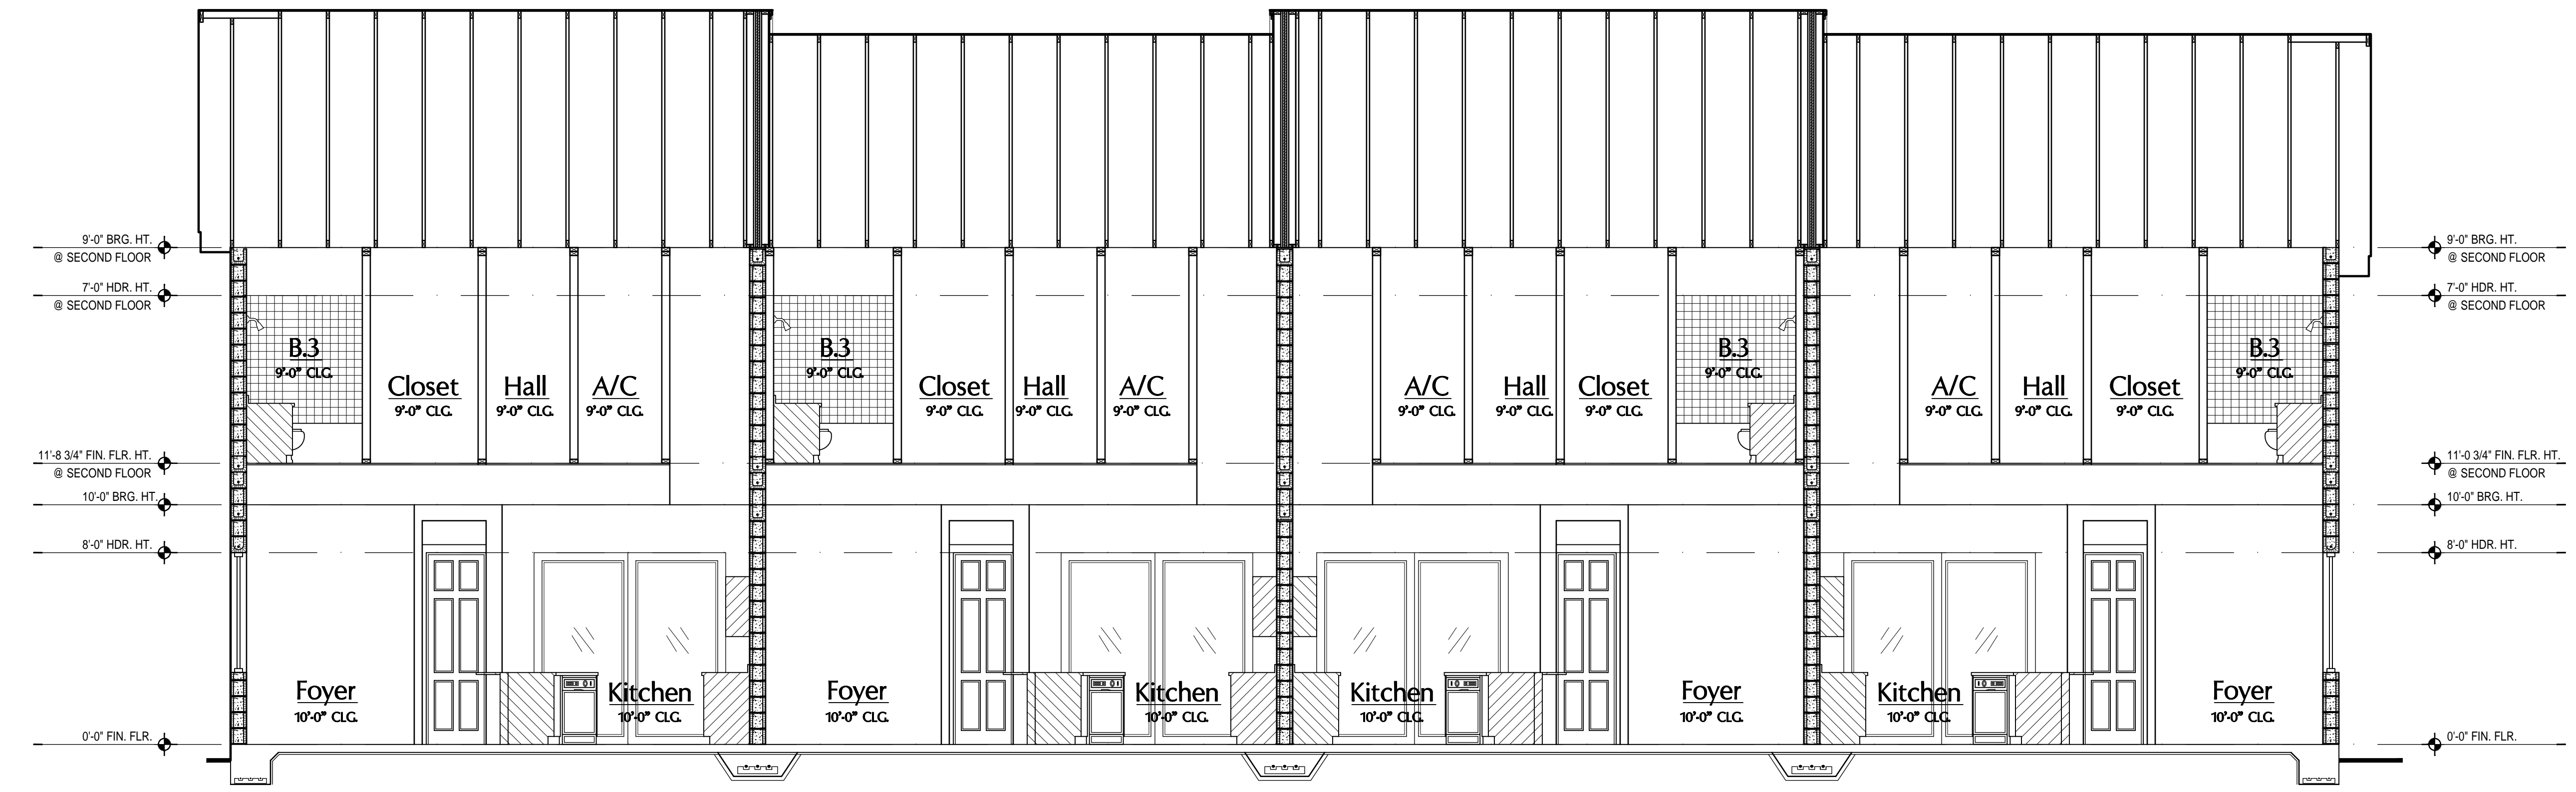 9'-0" BRG. HT.
@ SECOND FLOOR
9'-0" BRG. HT.
@ SECOND FLOOR
7'-0" HDR. HT.
@ SECOND FLOOR
7'-0" HDR. HT.
@ SECOND FLOOR
B.3
9'-0" CLG.
Closet
9'-0" CLG.
Hall
9'-0" CLG.
A/C
9'-0" CLG.
B.3
9'-0" CLG.
Closet
9'-0" CLG.
Hall
9'-0" CLG.
A/C
9'-0" CLG.
A/C
9'-0" CLG.
Hall
9'-0" CLG.
Closet
9'-0" CLG.
B.3
9'-0" CLG.
A/C
9'-0" CLG.
Hall
9'-0" CLG.
Closet
9'-0" CLG.
B.3
9'-0" CLG.
11'-8 3/4" FIN. FLR. HT.
@ SECOND FLOOR
11'-0 3/4" FIN. FLR. HT.
@ SECOND FLOOR
10'-0" BRG. HT.
10'-0" BRG. HT.
8'-0" HDR. HT.
8'-0" HDR. HT.
Foyer
10'-0" CLG.
Kitchen
10'-0" CLG.
Foyer
10'-0" CLG.
Kitchen
10'-0" CLG.
Kitchen
10'-0" CLG.
Foyer
10'-0" CLG.
Kitchen
10'-0" CLG.
Foyer
10'-0" CLG.
0'-0" FIN. FLR.
0'-0" FIN. FLR.